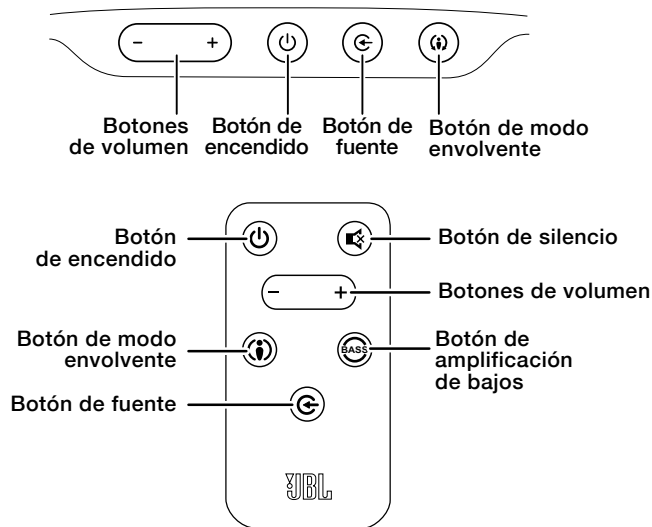 - +
Botones
de volumen
Botón de
encendido
Botón de
fuente
Botón de modo
envolvente
Botón
de encendido
Botón de silencio
- +
Botones de volumen
Botón de modo
envolvente
BASS
Botón de
amplificación
de bajos
Botón de fuente
JBL